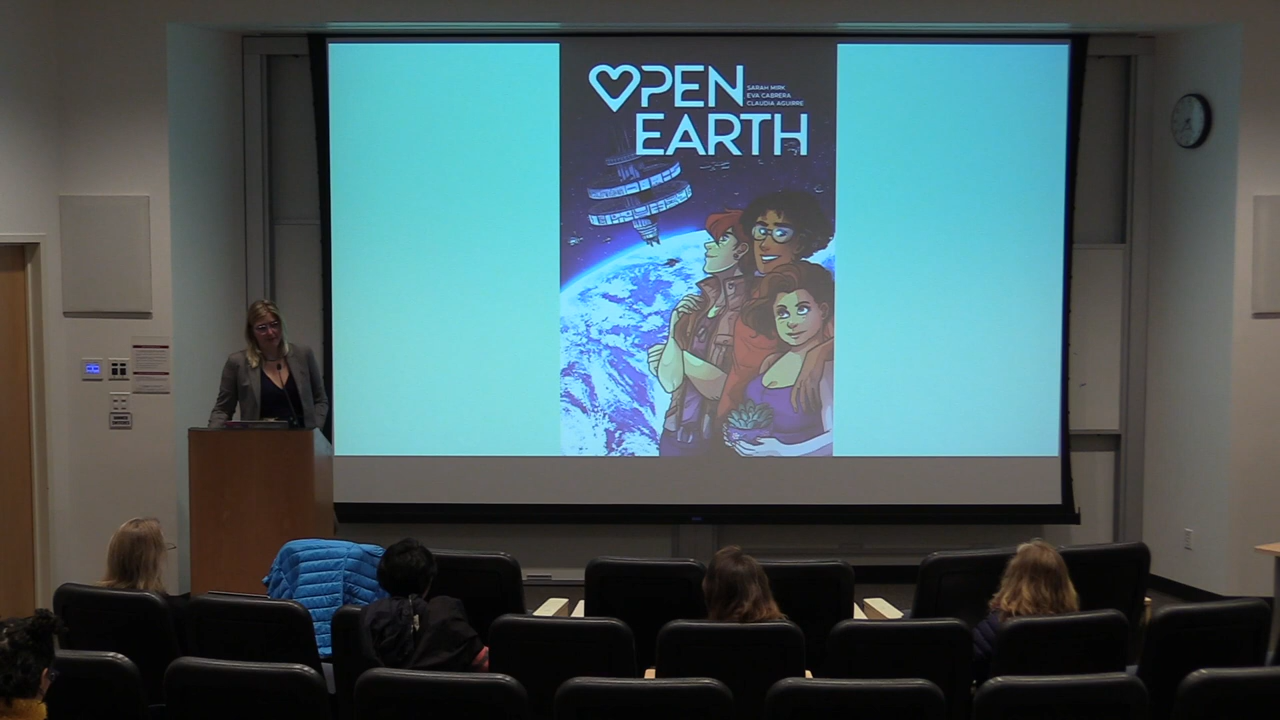 OPEN
SARAH MIRK
EVA CABRERA
CLAUDIA AGUIRRE
EARTH